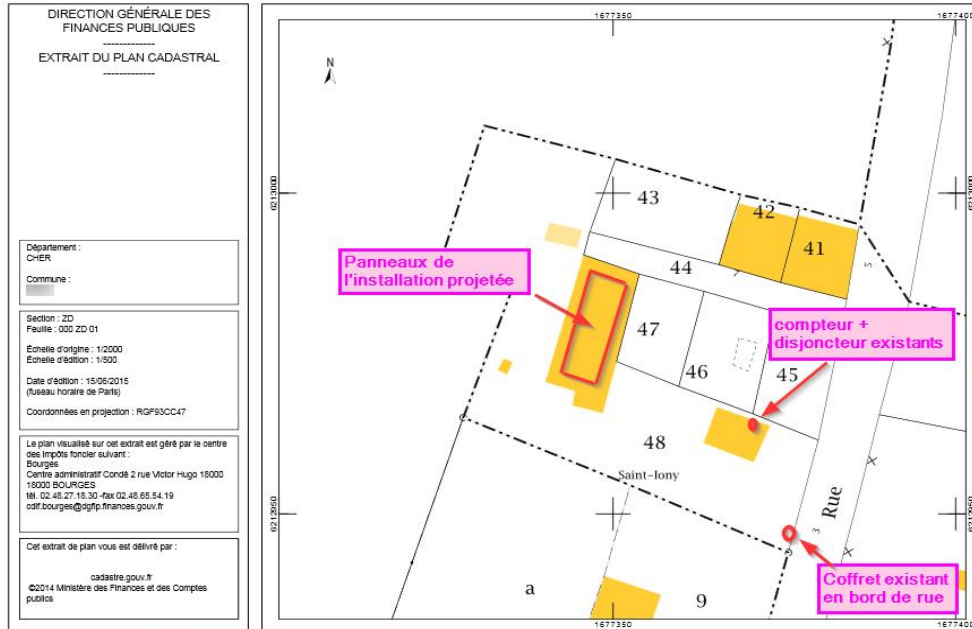 DIRECTION GÉNÉRALE DES
FINANCES PUBLIQUES
-------------
EXTRAIT DU PLAN CADASTRAL
-------------
Département :
CHER
Commune :
Section : ZD
Feuille : 000 ZD 01
Échelle d'origine : 1/2000
Échelle d'édition : 1/500
Date d'édition : 15/06/2015
(fuseau horaire de Paris)
Coordonnées en projection : RGF93CC47
Le plan visualisé sur cet extrait est géré par le centre
des impôts foncier suivant :
Bourges
Centre administratif Condé 2 rue Victor Hugo 18000
18000 BOURGES
tél. 02.48.27.18.30 -fax 02.48.65.54.19
cdif.bourges@dgfip.finances.gouv.fr
Cet extrait de plan vous est délivré par :
cadastre.gouv.fr
©2014 Ministère des Finances et des Comptes
publics
1677350
1677400
N
6213000
6213000
43
42
41
44
5
Panneaux de
l'installation projetée
compteur +
disjoncteur existants
47
46
45
48
Saint-Iony
Rue
3
6212950
6212950
Coffret existant
en bord de rue
a
9
1677350
1677400